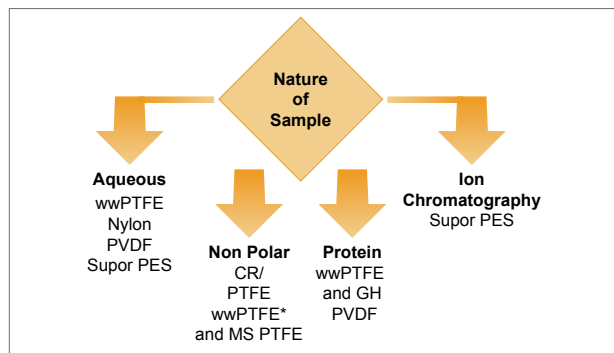 Nature
of
Sample
Aqueous
wwPTFE
Nylon
PVDF
Supor PES
Non Polar
CR/
PTFE
wwPTFE*
and MS PTFE
Protein
wwPTFE
and GH
PVDF
Ion
Chromatography
Supor PES